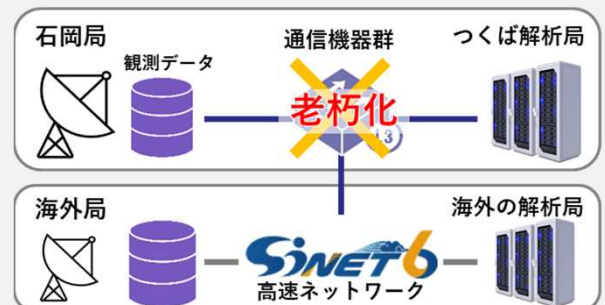 石岡局
観測データ
通信機器群
老朽化
L3
つくば解析局
海外局
SINET6
高速ネットワーク
海外の解析局